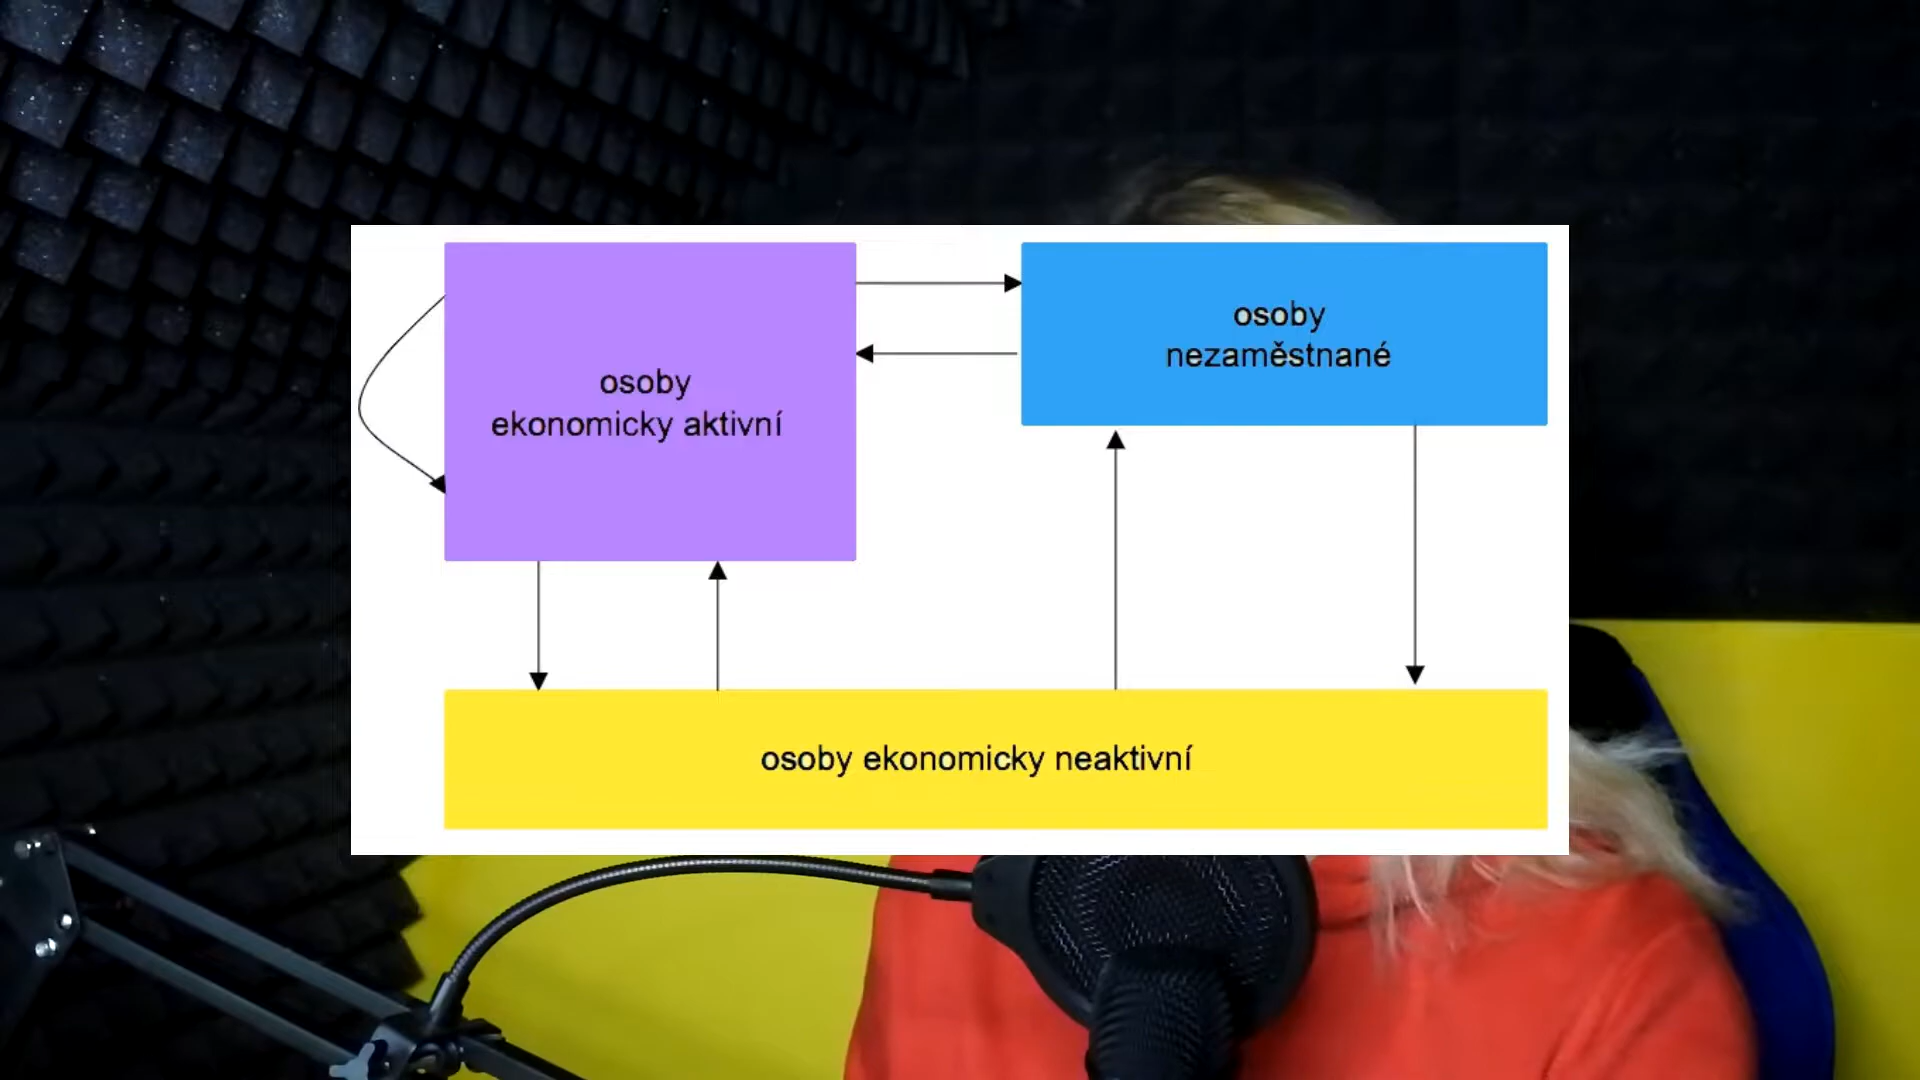 osoby
ekonomicky aktivní
osoby
nezaměstnané
osoby ekonomicky neaktivní